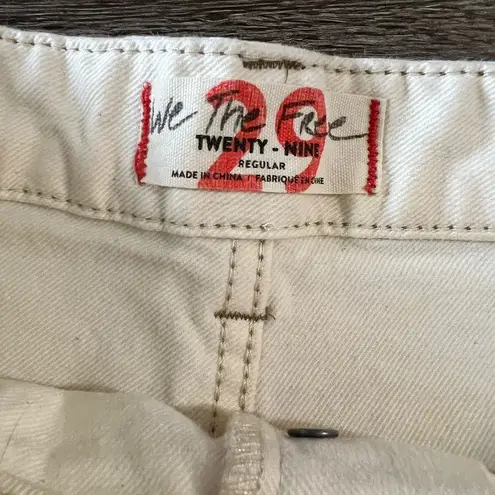 We The Free
29
TWENTY - NINE
REGULAR
MADE IN CHINA / FABRIQUÉ EN CHINE